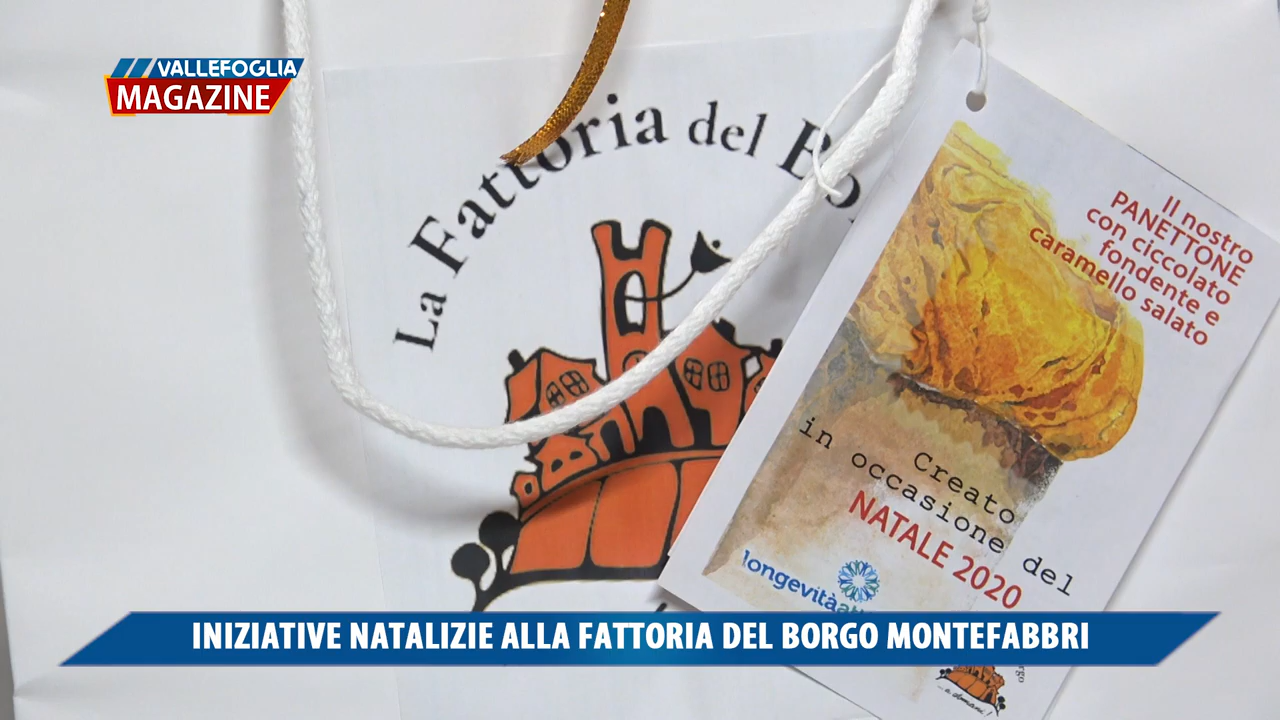 VALLEFOGLIA
MAGAZINE
La Fattoria del Bo
Il nostro
PANETTONE
con ciccolato
fondente e
caramello salato
Creato
in occasione del
NATALE 2020
longevità
INIZIATIVE NATALIZIE ALLA FATTORIA DEL BORGO MONTEFABBRI
...a domani!